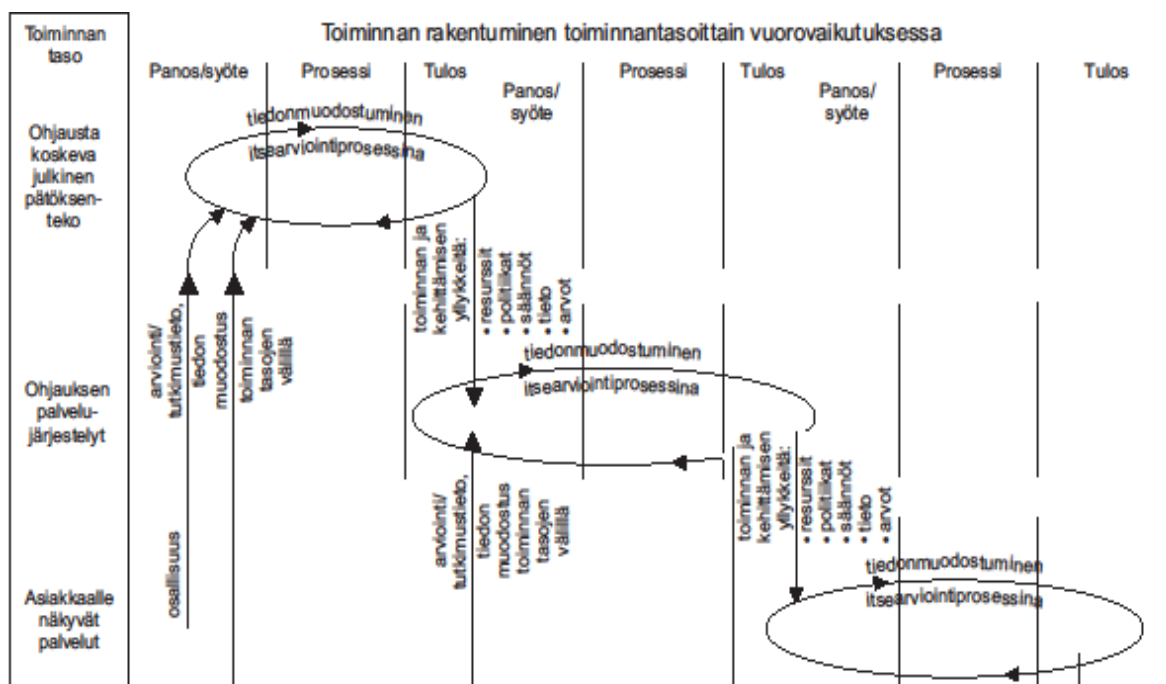 Toiminnan
taso
Toiminnan rakentuminen toiminnantasoittain vuorovaikutuksessa
Panos/syöte
Prosessi
Tulos
Panos/
syöte
Prosessi
Tulos
Panos/
syöte
Prosessi
Tulos
Ohjausta
koskeva
julkinen
pätöksen-
teko
tiedonmuodostuminen
itsearviointiprosessina
arviointi/
tutkimustieto,
tiedon
muodostus
toiminnan
tasojen
välillä
toiminnan ja
kehittämisen
yllykkeitä:
• resurssit
• politiikat
• säännöt
• tieto
• arvot
Ohjauksen
palvelu-
järjestelyt
tiedonmuodostuminen
itsearviointiprosessina
arviointi/
tutkimustieto,
tiedon
muodostus
toiminnan
tasojen
välillä
toiminnan ja
kehittämisen
yllykkeitä:
• resurssit
• politiikat
• säännöt
• tieto
• arvot
osallisuus
Asiakkaalle
näkyvät
palvelut
tiedonmuodostuminen
itsearviointiprosessina